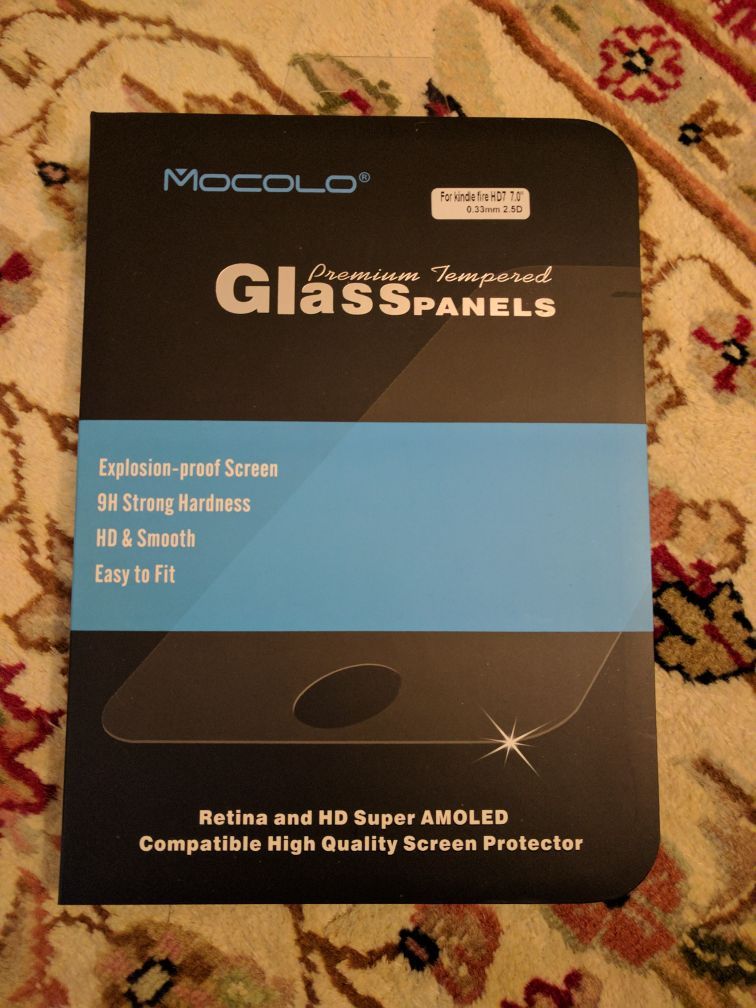 MOCOLO®
For kindle fire HD7 7.0"
0.33mm 2.5D
Premium Tempered
Glass PANELS
Explosion-proof Screen
9H Strong Hardness
HD & Smooth
Easy to Fit
Retina and HD Super AMOLED
Compatible High Quality Screen Protector